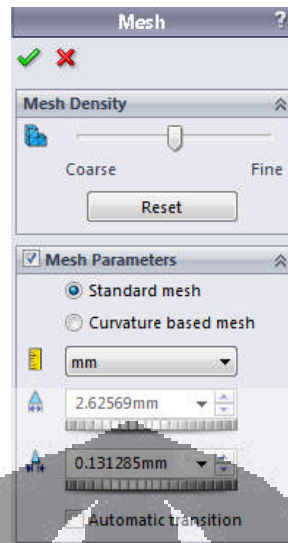 Mesh ?
Mesh Density
Coarse Fine
Reset
Mesh Parameters
Standard mesh
Curvature based mesh
mm
2.62569mm
0.131285mm
Automatic transition